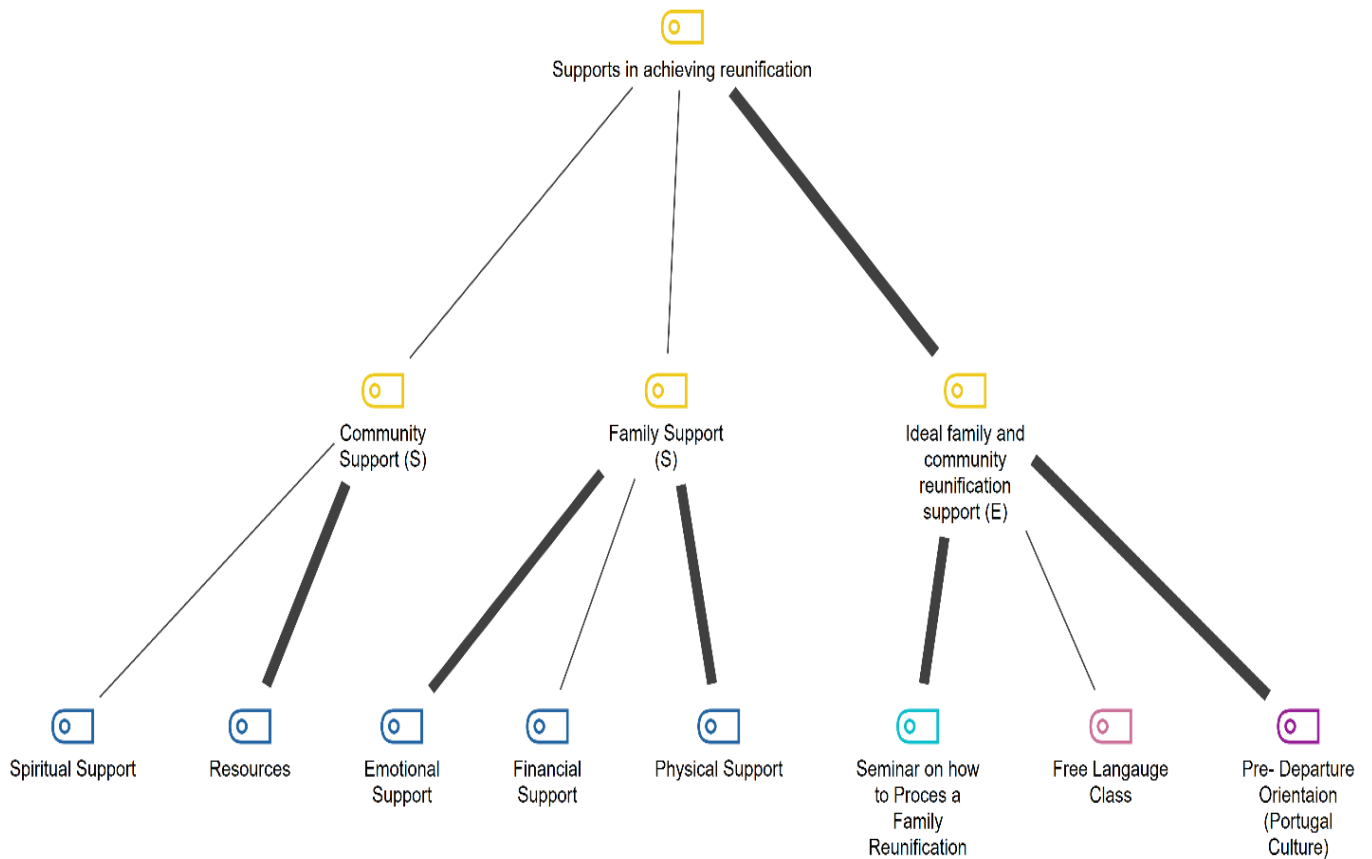 Supports in achieving reunification
Community
Support (S)
Family Support
(S)
Ideal family and
community
reunification
support (E)
Spiritual Support
Resources
Emotional
Support
Financial
Support
Physical Support
Seminar on how
to Proces a
Family
Reunification
Free Langauge
Class
Pre- Departure
Orientaion
(Portugal
Culture)